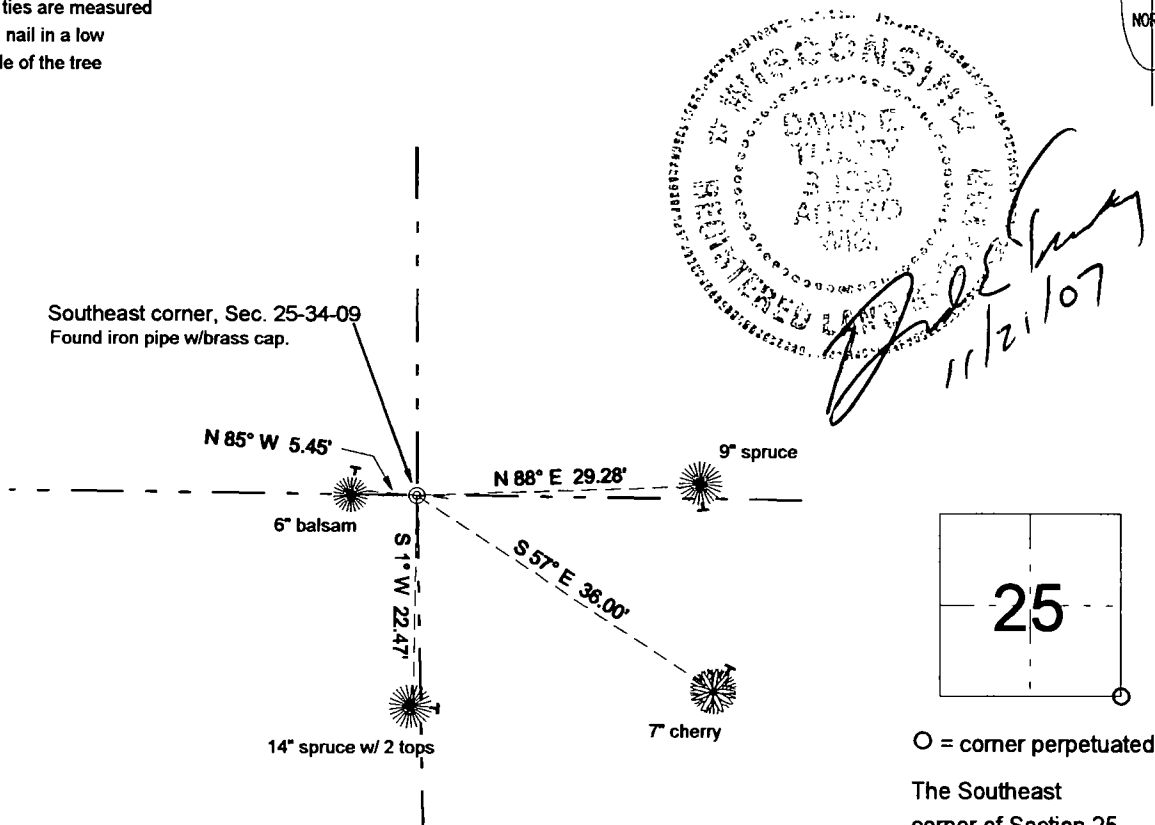 ties are measured
nail in a low
of the tree
WISCONSIN
DAVID E.
Southeast corner, Sec. 25-34-09
Found iron pipe w/brass cap.
11/21/07
N 85° W 5.45'
9" spruce
N 88° E 29.28'
6" balsam
S 1° W 22.47'
S 57° E 36.00'
25
14" spruce w/ 2 tops
7" cherry
O = corner perpetuated
The Southeast
corner of Section 25